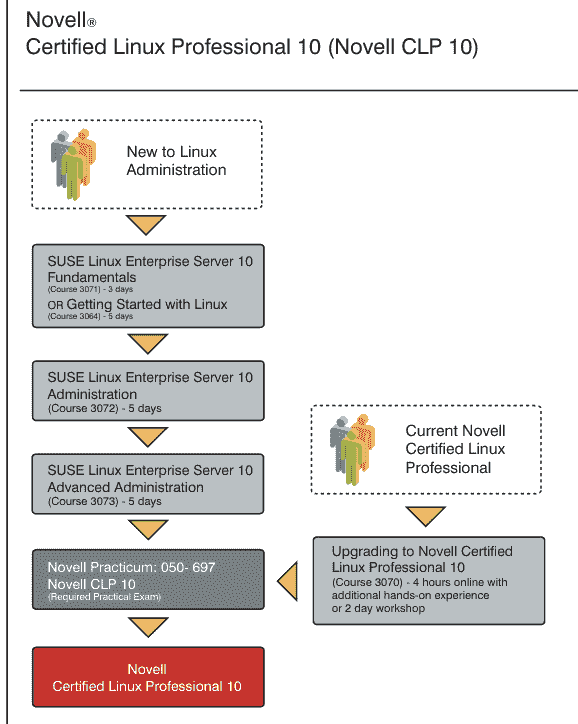 Novell®
Certified Linux Professional 10 (Novell CLP 10)
New to Linux
Administration
SUSE Linux Enterprise Server 10
Fundamentals
(Course 3071) - 3 days
OR Getting Started with Linux
(Course 3064) - 5 days
SUSE Linux Enterprise Server 10
Administration
(Course 3072) - 5 days
SUSE Linux Enterprise Server 10
Advanced Administration
(Course 3073) - 5 days
Novell Practicum: 050- 697
Novell CLP 10
(Required Practical Exam)
Novell
Certified Linux Professional 10
Current Novell
Certified Linux
Professional
Upgrading to Novell Certified
Linux Professional 10
(Course 3070) - 4 hours online with
additional hands-on experience
or 2 day workshop